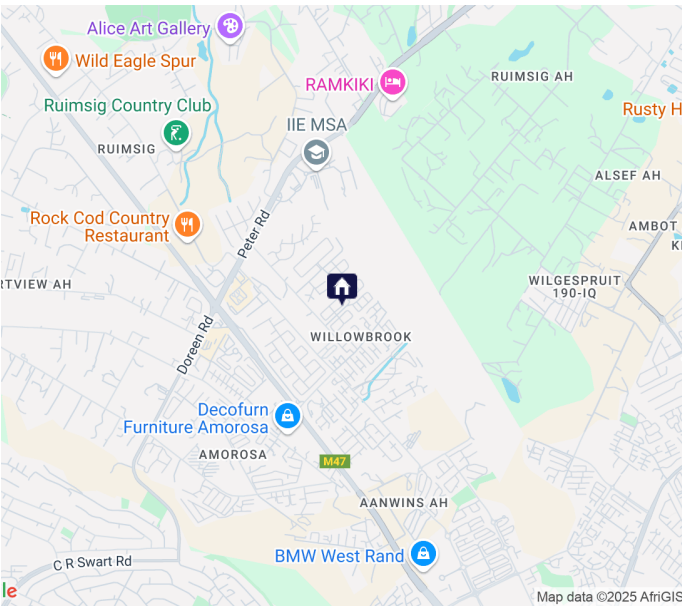 Alice Art Gallery
Wild Eagle Spur
RAMKIKI
RUIMSIG AH
Ruimsig Country Club
Rusty H
IIE MSA
RUIMSIG
ALSEF AH
Rock Cod Country
Restaurant
Peter Rd
AMBOT
K
RTVIEW AH
WILGESPRUIT
190-IQ
Doreen Rd
WILLOWBROOK
Decofurn
Furniture Amorosa
AMOROSA
M47
AANWINS AH
BMW West Rand
C R Swart Rd
le
Map data ©2025 AfriGIS